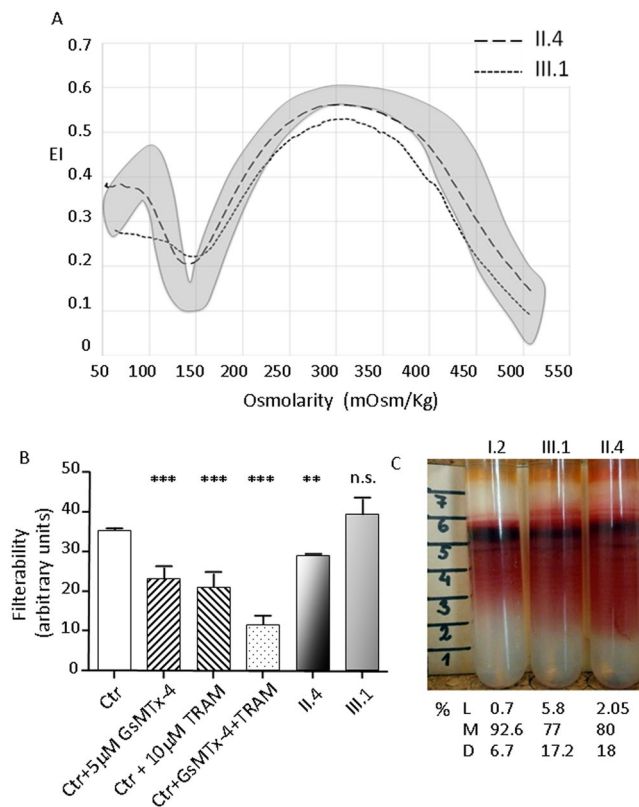 A
0.7
0.6
0.5
EI
0.4
0.3
0.2
0.1
0
50 100 150 200 250 300 350 400 450 500 550
Osmolarity (mOsm/Kg)
II.4
III.1
B
Filterability
(arbitrary units)
50
40
30
20
10
0
*** *** *** ** n.s.
Ctr
Ctr+5µM GsMTx-4
Ctr + 10µM TRAM
Ctr+GsMTx-4+TRAM
II.4
III.1
C
I.2 III.1 II.4
7
6
5
4
3
2
1
% L 0.7 5.8 2.05
M 92.6 77 80
D 6.7 17.2 18